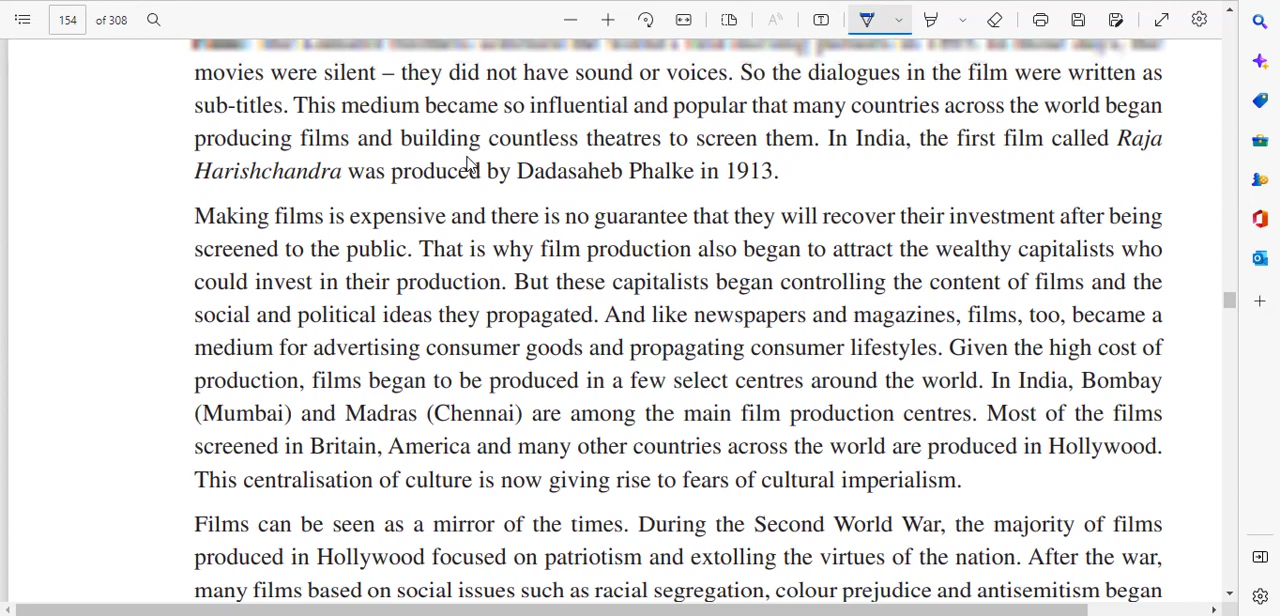 154 of 308
movies were silent – they did not have sound or voices. So the dialogues in the film were written as
sub-titles. This medium became so influential and popular that many countries across the world began
producing films and building countless theatres to screen them. In India, the first film called Raja
Harishchandra was produced by Dadasaheb Phalke in 1913.
Making films is expensive and there is no guarantee that they will recover their investment after being
screened to the public. That is why film production also began to attract the wealthy capitalists who
could invest in their production. But these capitalists began controlling the content of films and the
social and political ideas they propagated. And like newspapers and magazines, films, too, became a
medium for advertising consumer goods and propagating consumer lifestyles. Given the high cost of
production, films began to be produced in a few select centres around the world. In India, Bombay
(Mumbai) and Madras (Chennai) are among the main film production centres. Most of the films
screened in Britain, America and many other countries across the world are produced in Hollywood.
This centralisation of culture is now giving rise to fears of cultural imperialism.
Films can be seen as a mirror of the times. During the Second World War, the majority of films
produced in Hollywood focused on patriotism and extolling the virtues of the nation. After the war,
many films based on social issues such as racial segregation, colour prejudice and antisemitism began